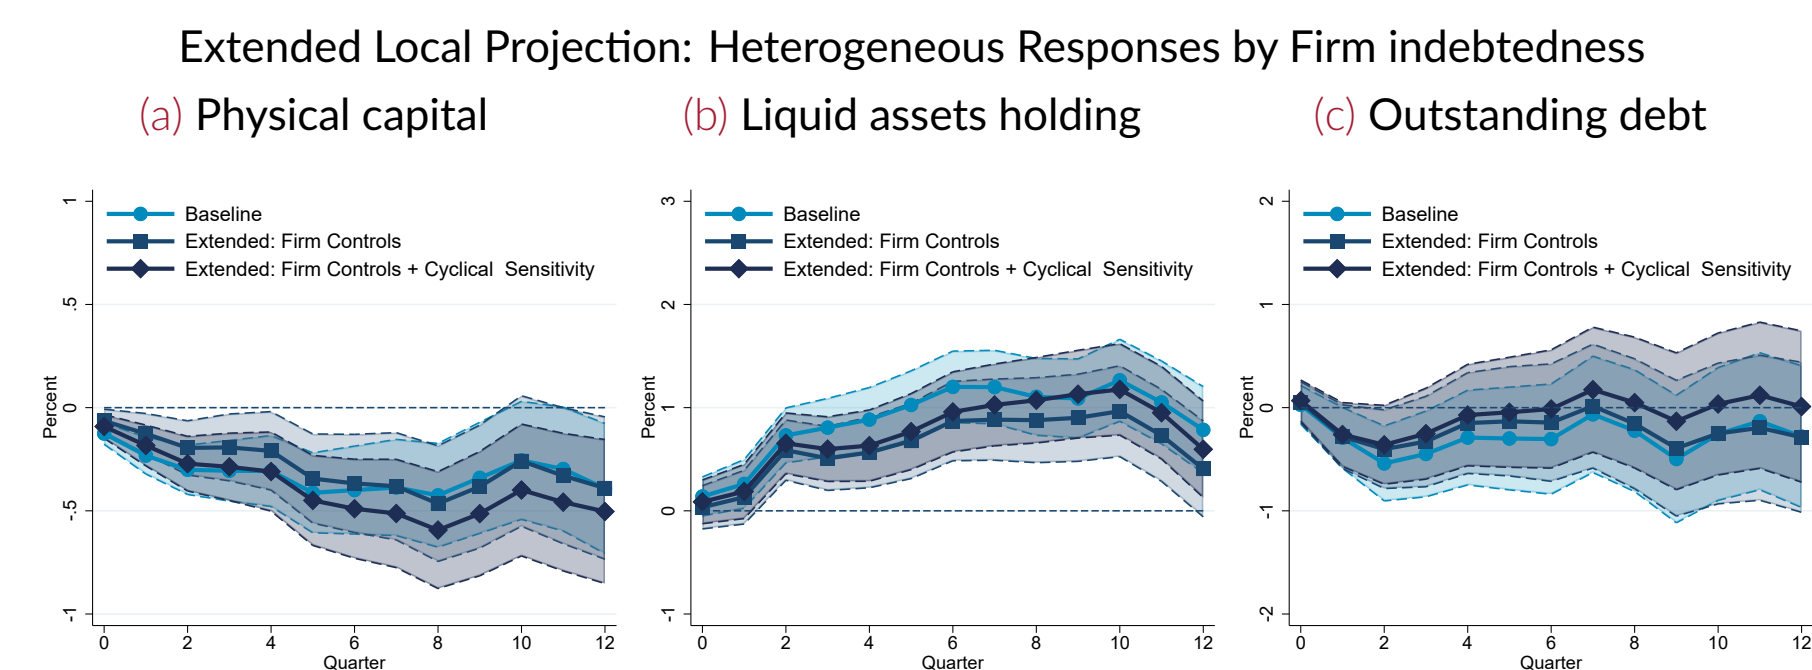 Extended Local Projection: Heterogeneous Responses by Firm indebtedness
(a) Physical capital
1
.5
0
-.5
-1
Percent
Baseline
Extended: Firm Controls
Extended: Firm Controls + Cyclical  Sensitivity
0 2 4 6 8 10 12
Quarter
(b) Liquid assets holding
3
2
1
0
-1
Percent
Baseline
Extended: Firm Controls
Extended: Firm Controls + Cyclical  Sensitivity
0 2 4 6 8 10 12
Quarter
(c) Outstanding debt
2
1
0
-1
-2
Percent
Baseline
Extended: Firm Controls
Extended: Firm Controls + Cyclical  Sensitivity
0 2 4 6 8 10 12
Quarter